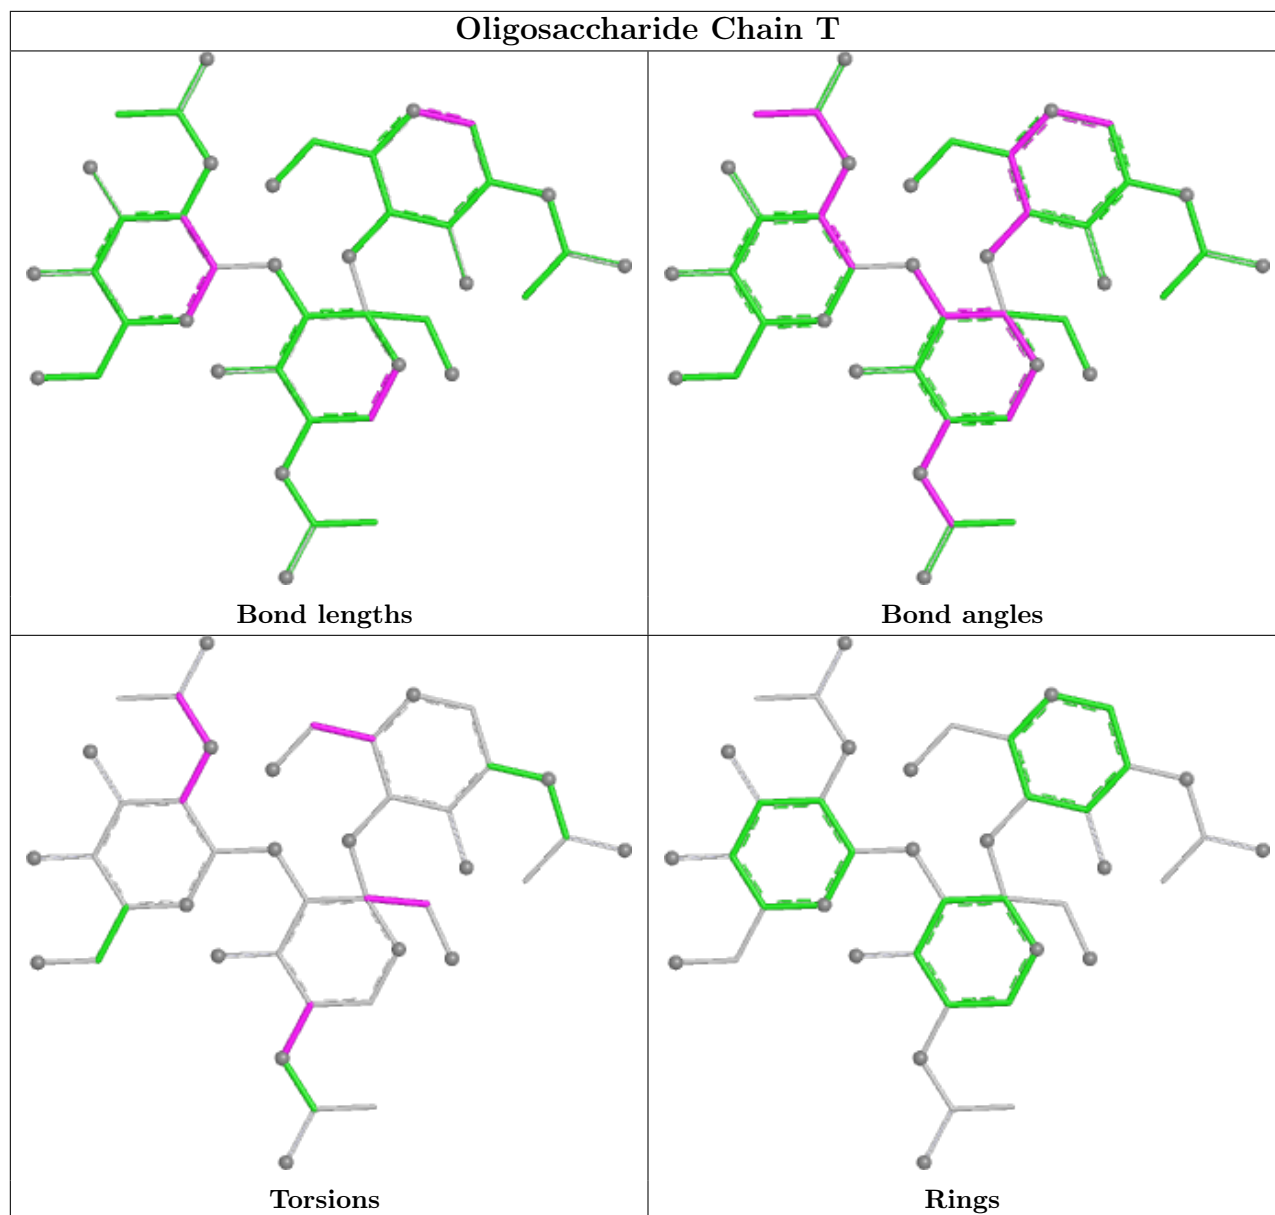 Oligosaccharide Chain T
Bond lengths
Bond angles
Torsions
Rings